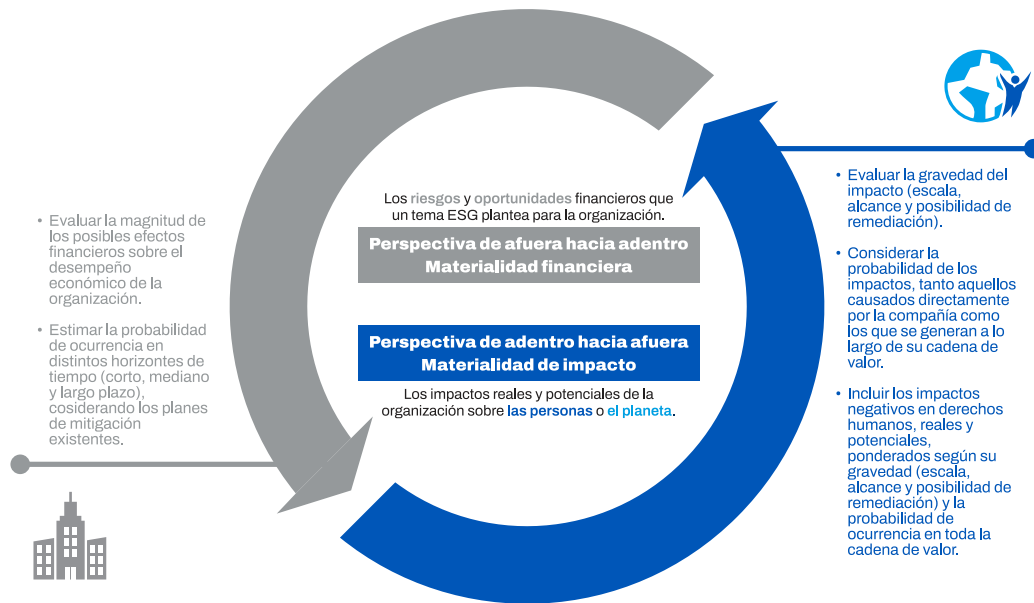 Los riesgos y oportunidades financieros que
un tema ESG plantea para la organización.
Perspectiva de afuera hacia adentro
Materialidad financiera
Perspectiva de adentro hacia afuera
Materialidad de impacto
Los impactos reales y potenciales de la
organización sobre las personas o el planeta.
• Evaluar la magnitud de
los posibles efectos
financieros sobre el
desempeño
económico de la
organización.
• Estimar la probabilidad
de ocurrencia en
distintos horizontes de
tiempo (corto, mediano
y largo plazo),
cosiderando los planes
de mitigación
existentes.
• Evaluar la gravedad del
impacto (escala,
alcance y posibilidad de
remediación).
• Considerar la
probabilidad de los
impactos, tanto aquellos
causados directamente
por la compañía como
los que se generan a lo
largo de su cadena de
valor.
• Incluir los impactos
negativos en derechos
humanos, reales y
potenciales,
ponderados según su
gravedad (escala,
alcance y posibilidad de
remediación) y la
probabilidad de
ocurrencia en toda la
cadena de valor.